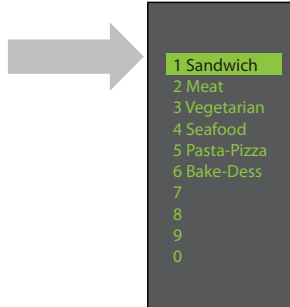 1 Sandwich
2 Meat
3 Vegetarian
4 Seafood
5 Pasta-Pizza
6 Bake-Dess
7
8
9
0